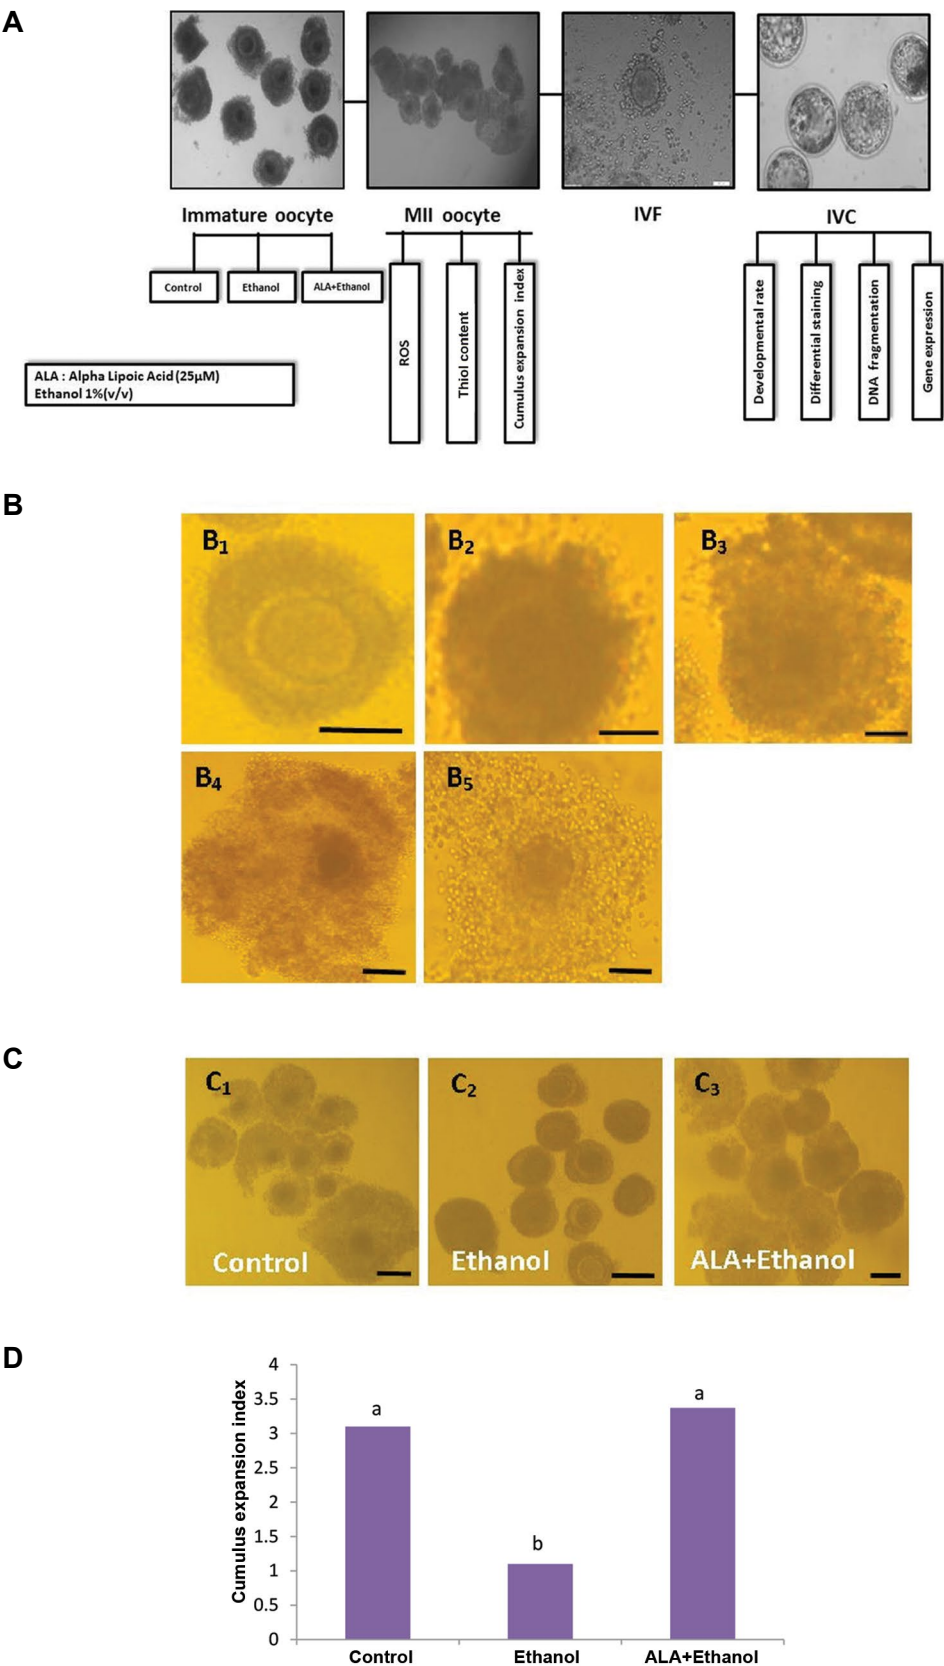 A
Immature oocyte
MII oocyte
IVF
IVC
Control
Ethanol
ALA+Ethanol
ROS
Thiol content
Cumulus expansion index
Developmental rate
Differential staining
DNA fragmentation
Gene expression
ALA : Alpha Lipoic Acid (25µM)
Ethanol 1%(v/v)
B
B1
B2
B3
B4
B5
C
C1
C2
C3
Control
Ethanol
ALA+Ethanol
D
Cumulus expansion index
4
3.5
3
2.5
2
1.5
1
0.5
0
a
b
a
Control
Ethanol
ALA+Ethanol